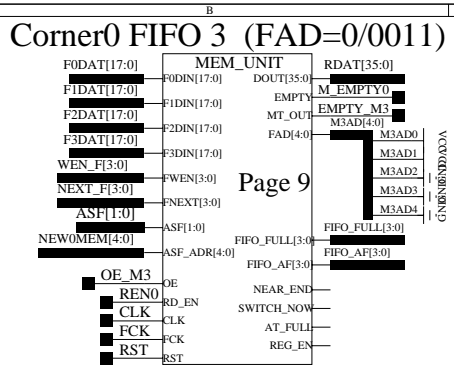 B
Corner0 FIFO 3 (FAD=0/0011)
MEM_UNIT
F0DAT[17:0] F0DIN[17:0] DOUT[35:0] RDAT[35:0]
F1DAT[17:0] F1DIN[17:0] EMPTY M_EMPTY0
F2DAT[17:0] F2DIN[17:0] MT_OUT EMPTY_M3
F3DAT[17:0] F3DIN[17:0] FAD[4:0] M3AD[4:0]
M3AD0
M3AD1
M3AD2
M3AD3
M3AD4
WEN_F[3:0] FWEN[3:0]
NEXT_F[3:0] FNEXT[3:0]
Page 9
ASF[1:0] ASF[1:0]
NEW0MEM[4:0] ASF_ADR[4:0]
FIFO_FULL[3:0] FIFO_FULL[3:0]
FIFO_AF[3:0] FIFO_AF[3:0]
OE_M3 OE NEAR_END
REN0 RD_EN SWITCH_NOW
CLK CLK AT_FULL
FCK FCK REG_EN
RST RST